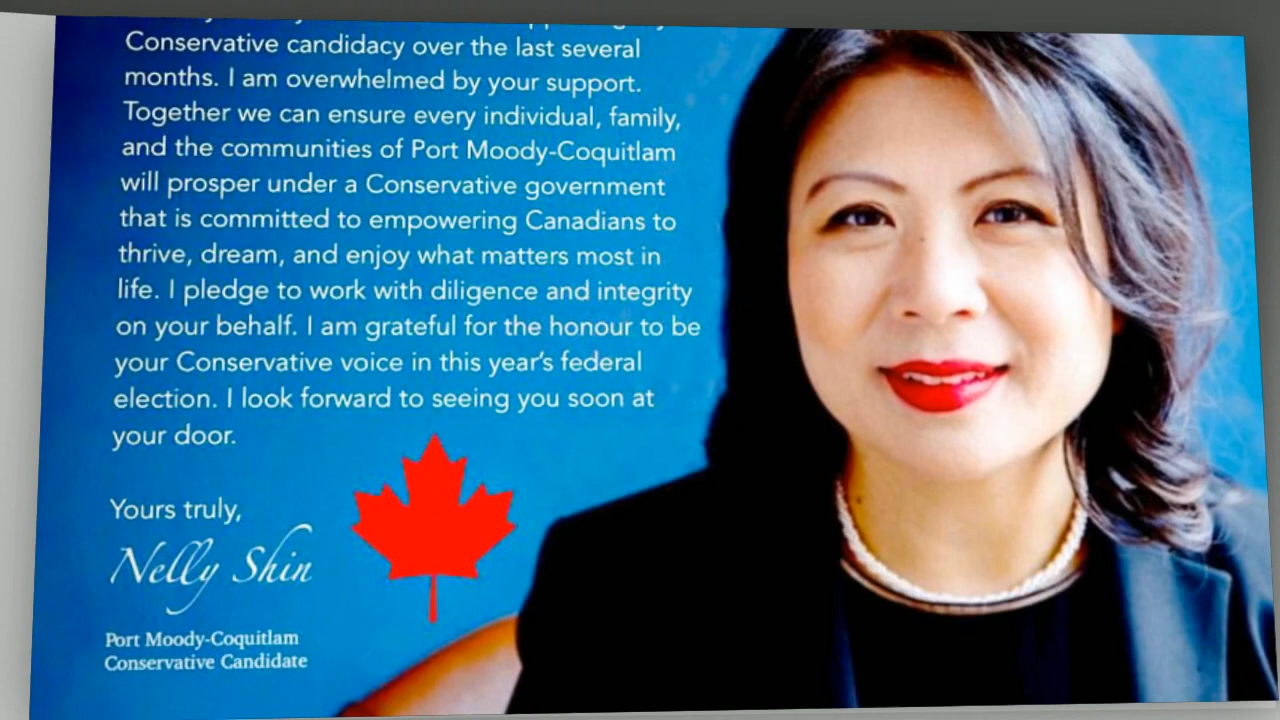 Conservative candidacy over the last several
months. I am overwhelmed by your support.
Together we can ensure every individual, family,
and the communities of Port Moody-Coquitlam
will prosper under a Conservative government
that is committed to empowering Canadians to
thrive, dream, and enjoy what matters most in
life. I pledge to work with diligence and integrity
on your behalf. I am grateful for the honour to be
your Conservative voice in this year's federal
election. I look forward to seeing you soon at
your door.
Yours truly,
Nelly Shin
Port Moody-Coquitlam
Conservative Candidate